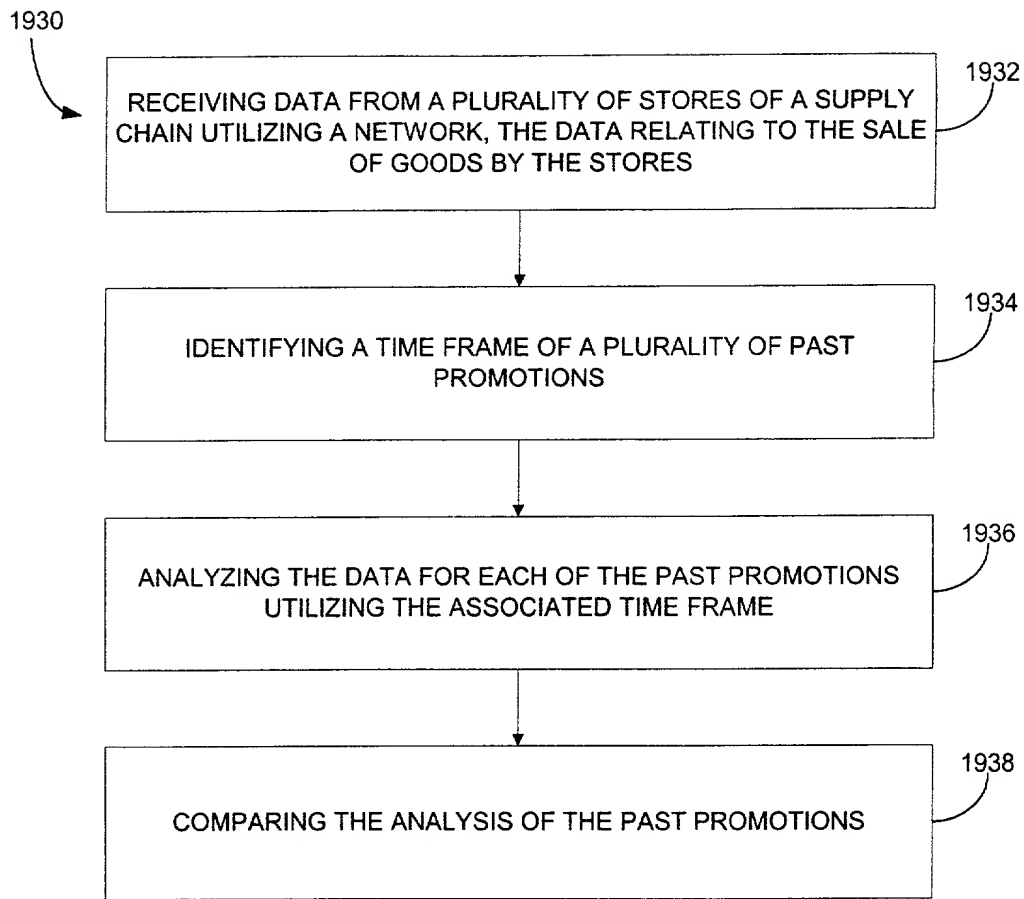 1930
1932
RECEIVING DATA FROM A PLURALITY OF STORES OF A SUPPLY
CHAIN UTILIZING A NETWORK, THE DATA RELATING TO THE SALE
OF GOODS BY THE STORES
1934
IDENTIFYING A TIME FRAME OF A PLURALITY OF PAST
PROMOTIONS
1936
ANALYZING THE DATA FOR EACH OF THE PAST PROMOTIONS
UTILIZING THE ASSOCIATED TIME FRAME
1938
COMPARING THE ANALYSIS OF THE PAST PROMOTIONS